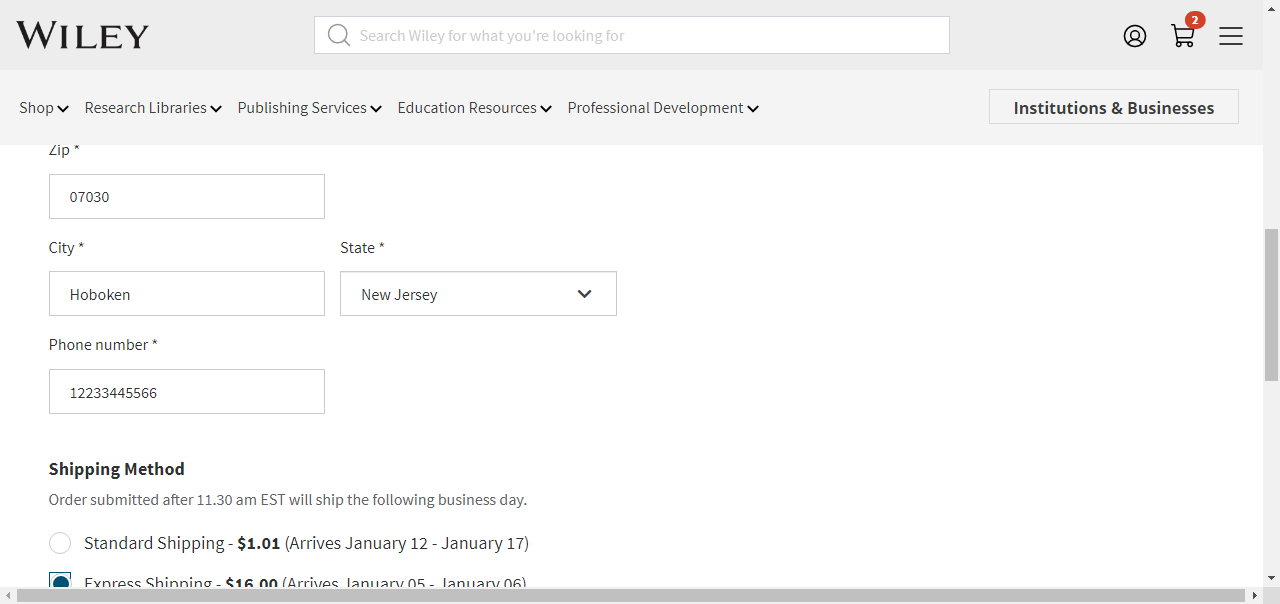 WILEY
Search Wiley for what you're looking for
2
Shop Research Libraries Publishing Services Education Resources Professional Development
Institutions & Businesses
Zip *
07030
City * State *
Hoboken New Jersey
Phone number *
12233445566
Shipping Method
Order submitted after 11.30 am EST will ship the following business day.
Standard Shipping - $1.01 (Arrives January 12 - January 17)
Express Shipping - $16.00 (Arrives January 05 - January 06)